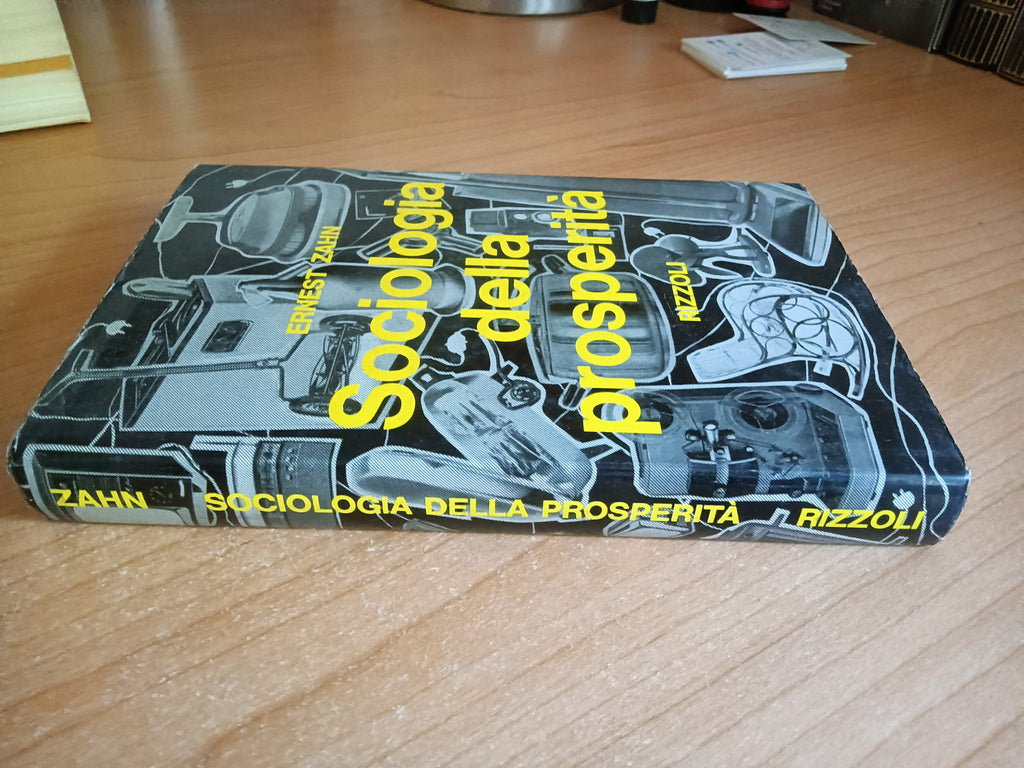 ERNEST ZAHN
Sociologia
della
prosperità
RIZZOLI
ZAHN SOCIOLOGIA DELLA PROSPERITÀ RIZZOLI